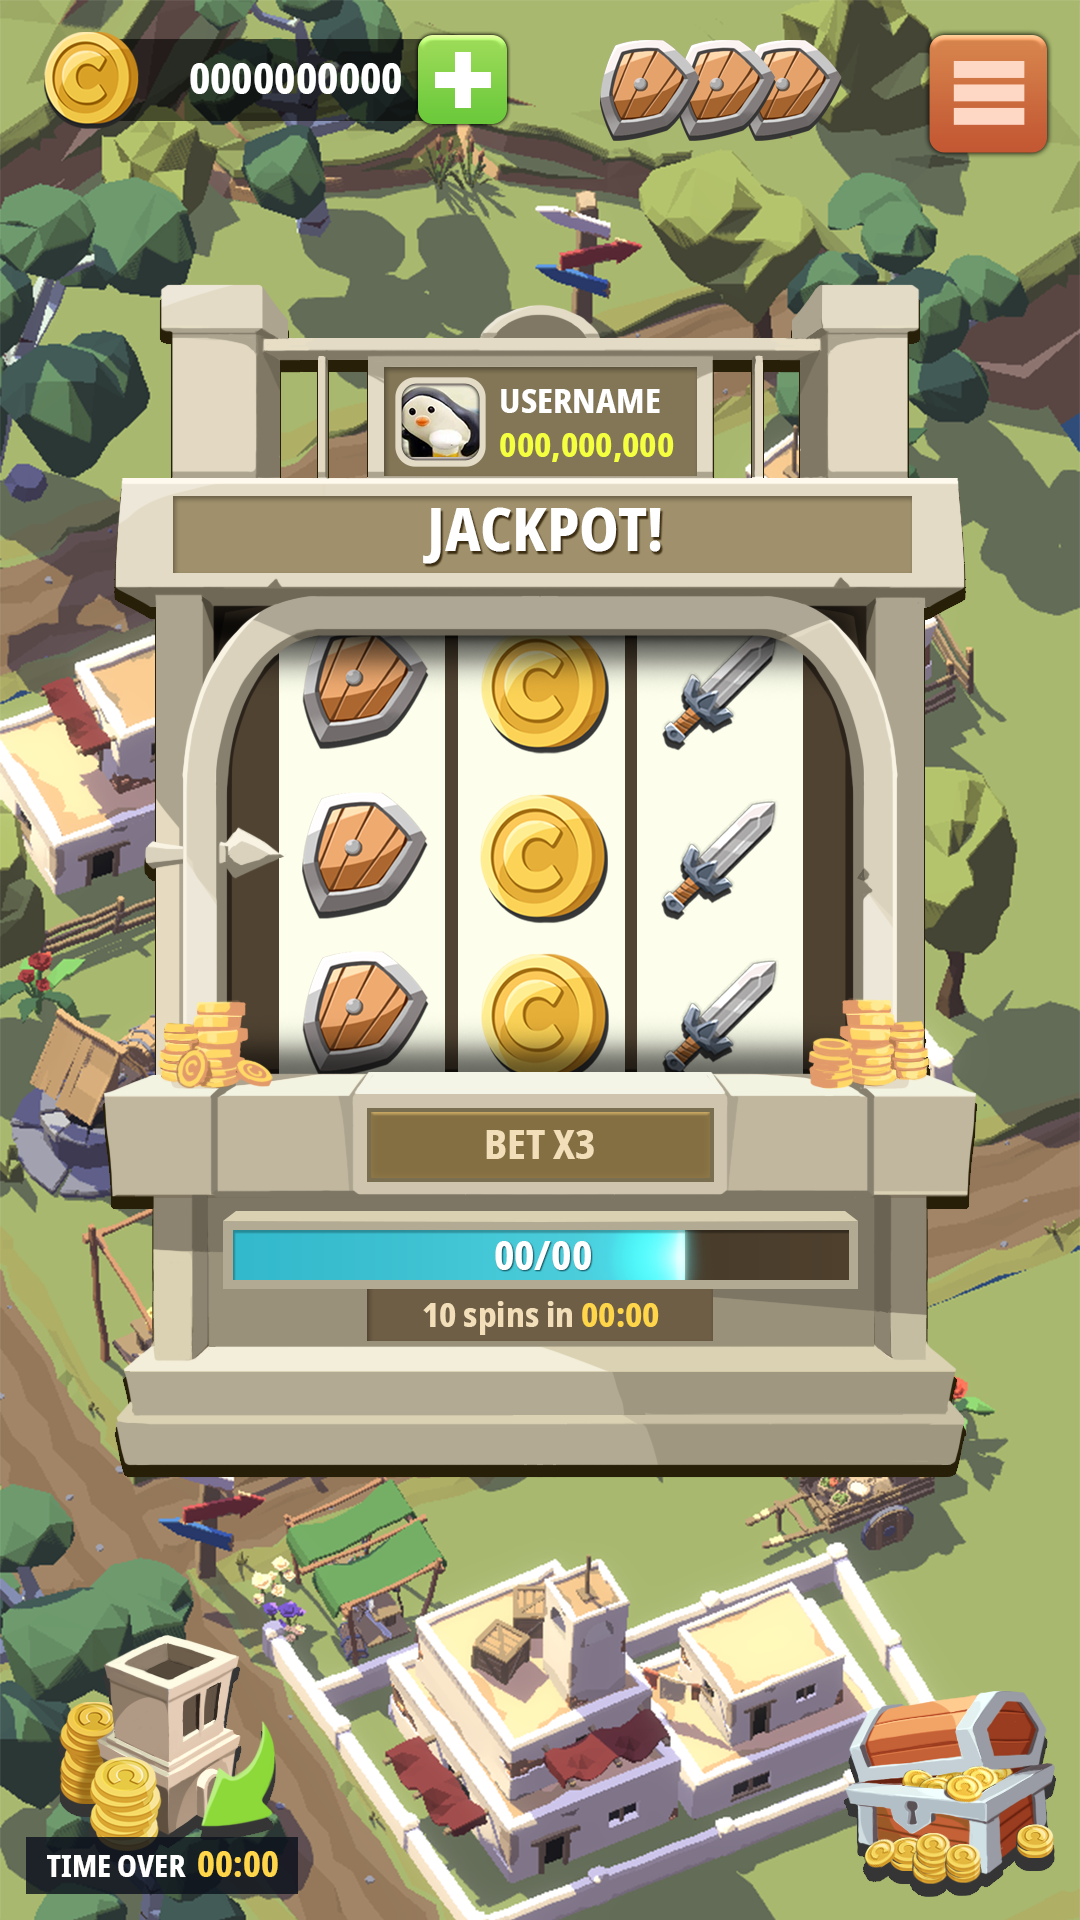 0000000000
USERNAME
000,000,000
JACKPOT!
BET X3
00/00
10 spins in 00:00
TIME OVER 00:00